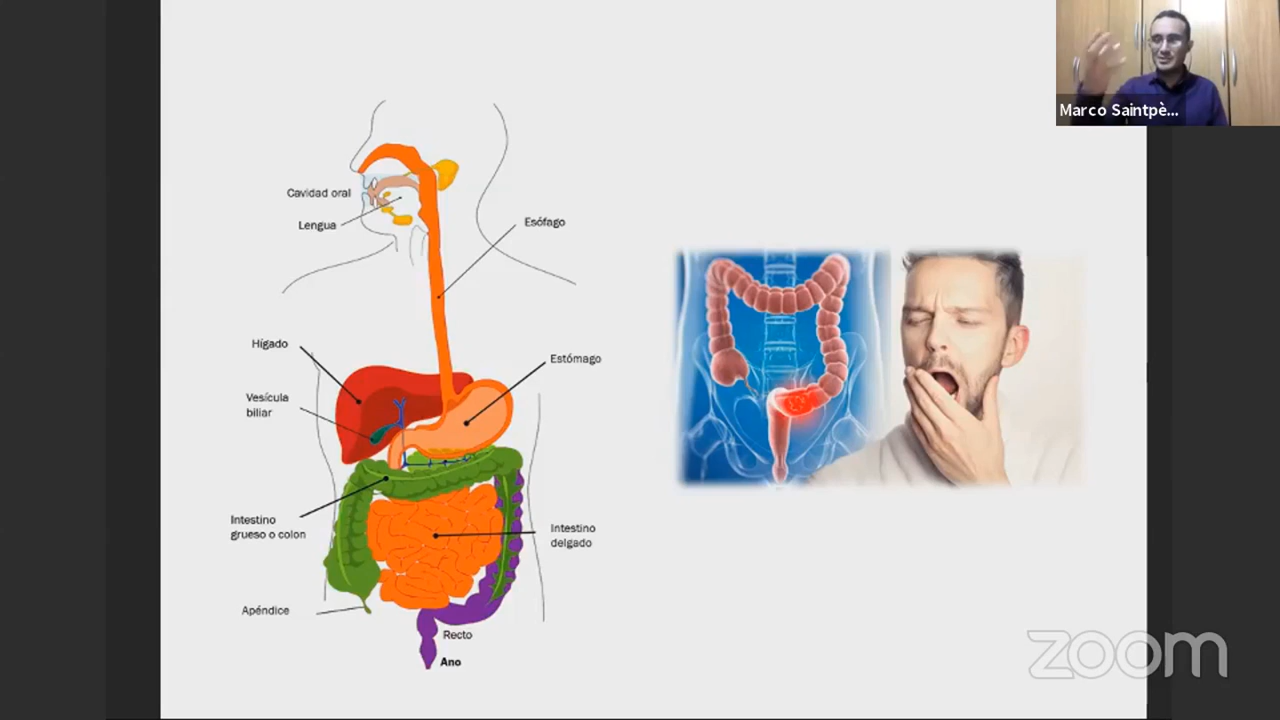 Marco Saintpè...
Cavidad oral
Lengua
Esófago
Hígado
Estómago
Vesícula
biliar
Intestino
grueso o colon
Intestino
delgado
Apéndice
Recto
Ano
zoom